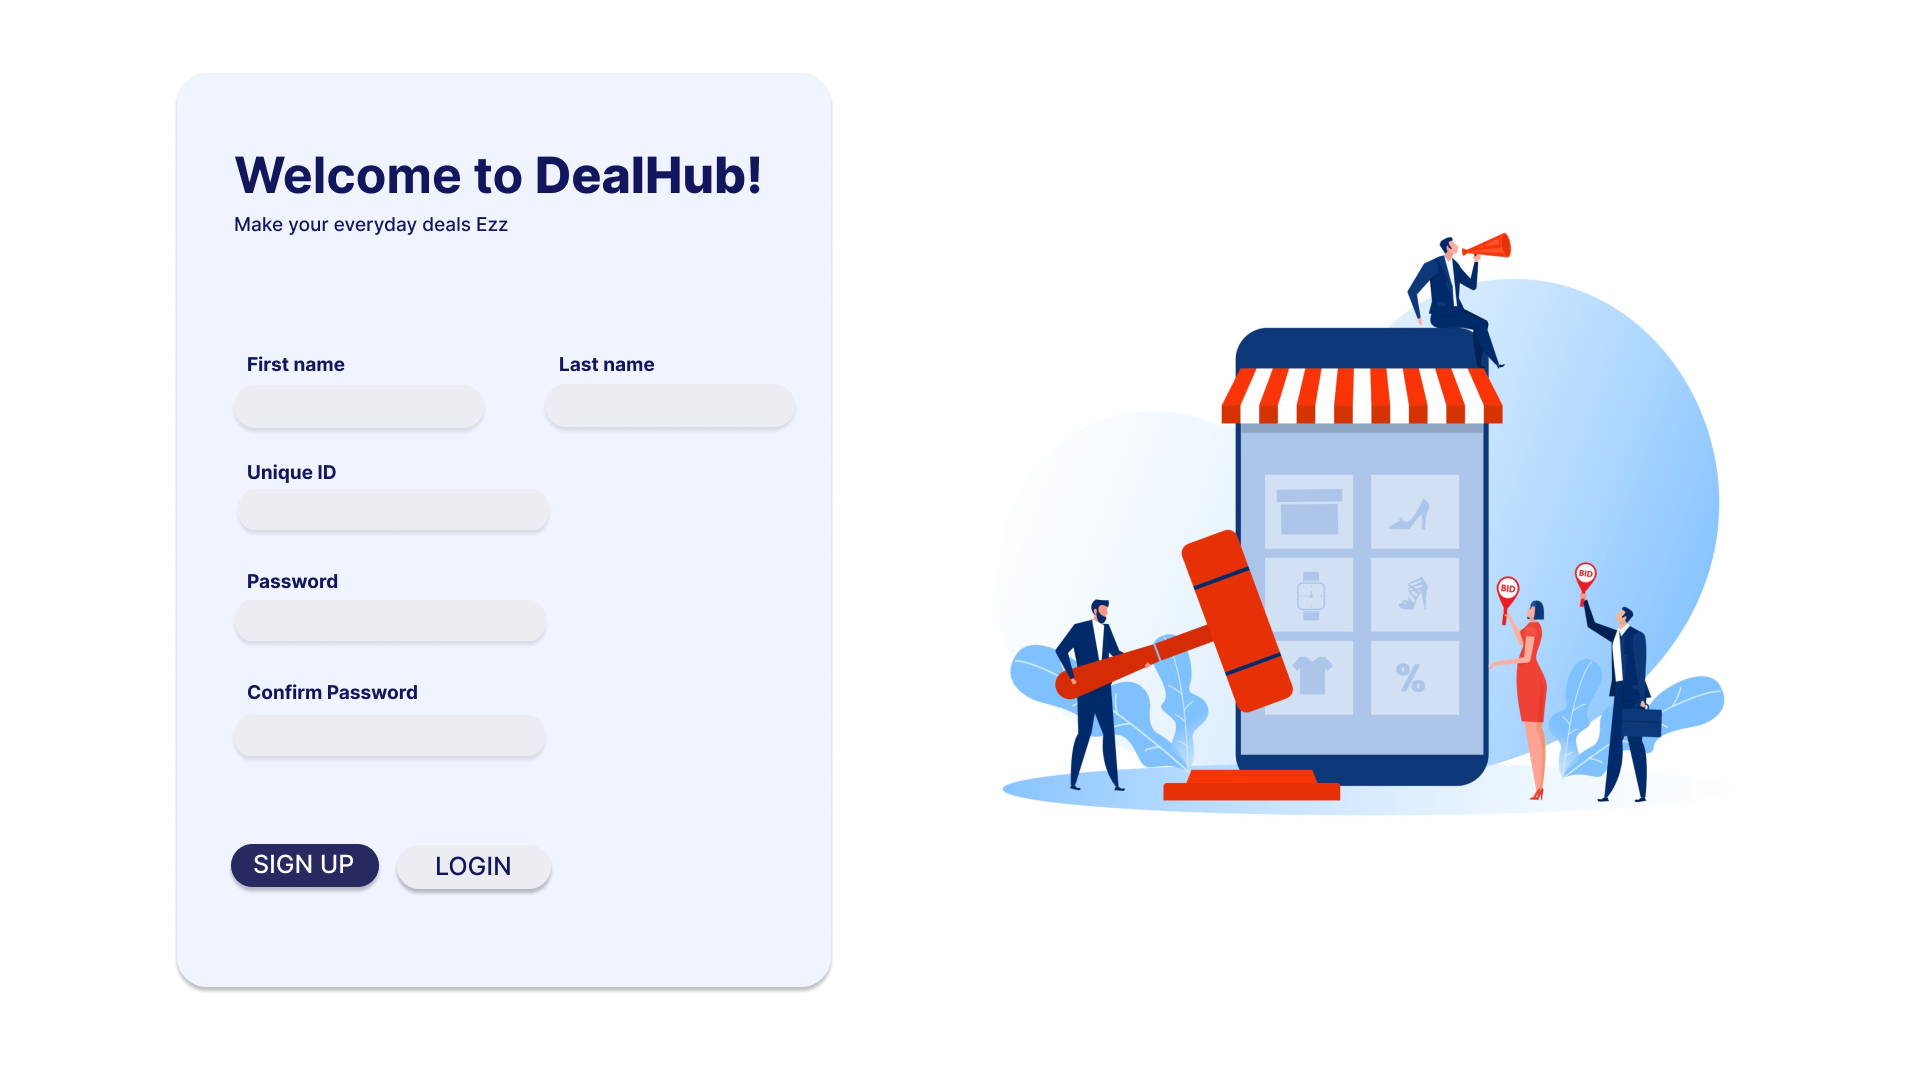 Welcome to DealHub!
Make your everyday deals Ezz
First name
Last name
Unique ID
Password
Confirm Password
SIGN UP
LOGIN
%
BID
BID